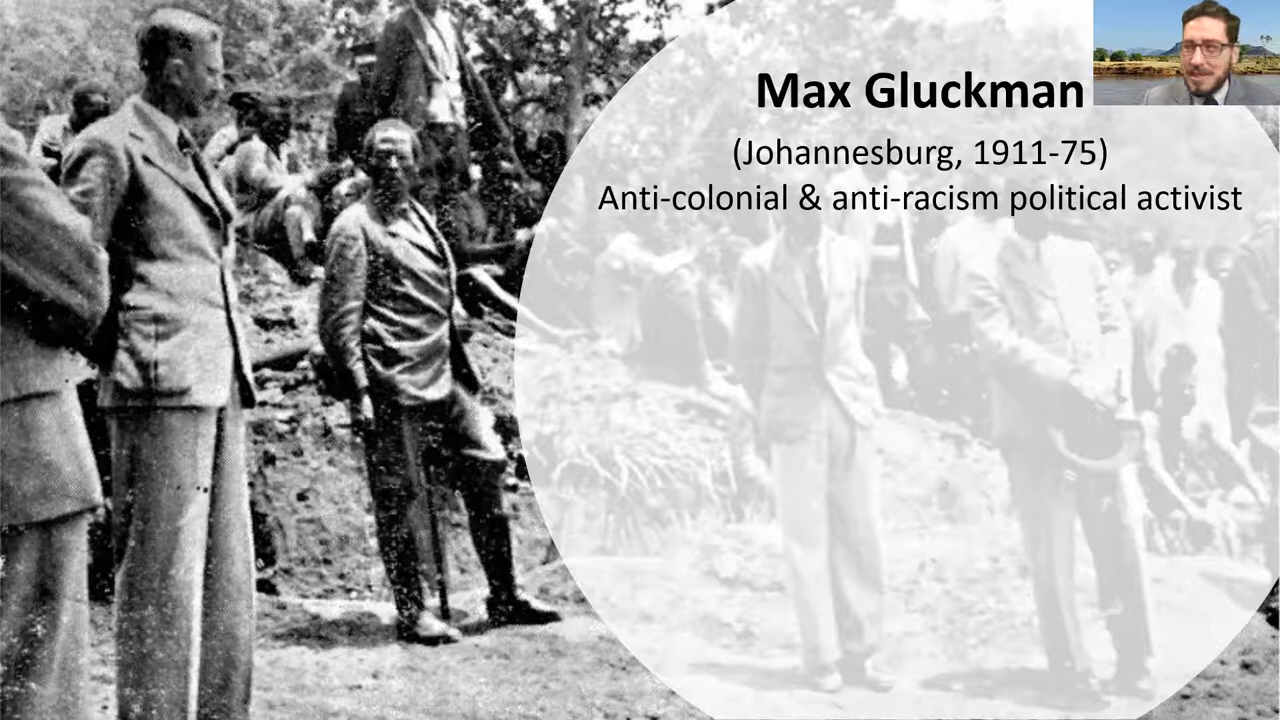 Max Gluckman
(Johannesburg, 1911-75)
Anti-colonial & anti-racism political activist